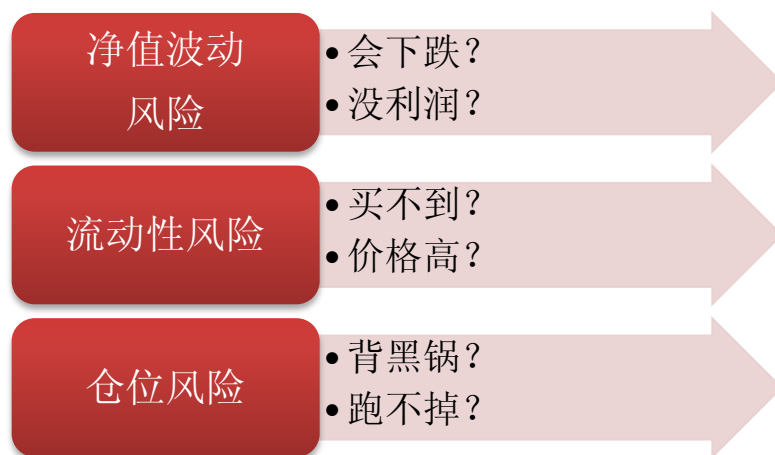 净值波动
风险
•会下跌？
•没利润？
流动性风险
•买不到？
•价格高？
仓位风险
•背黑锅？
•跑不掉？